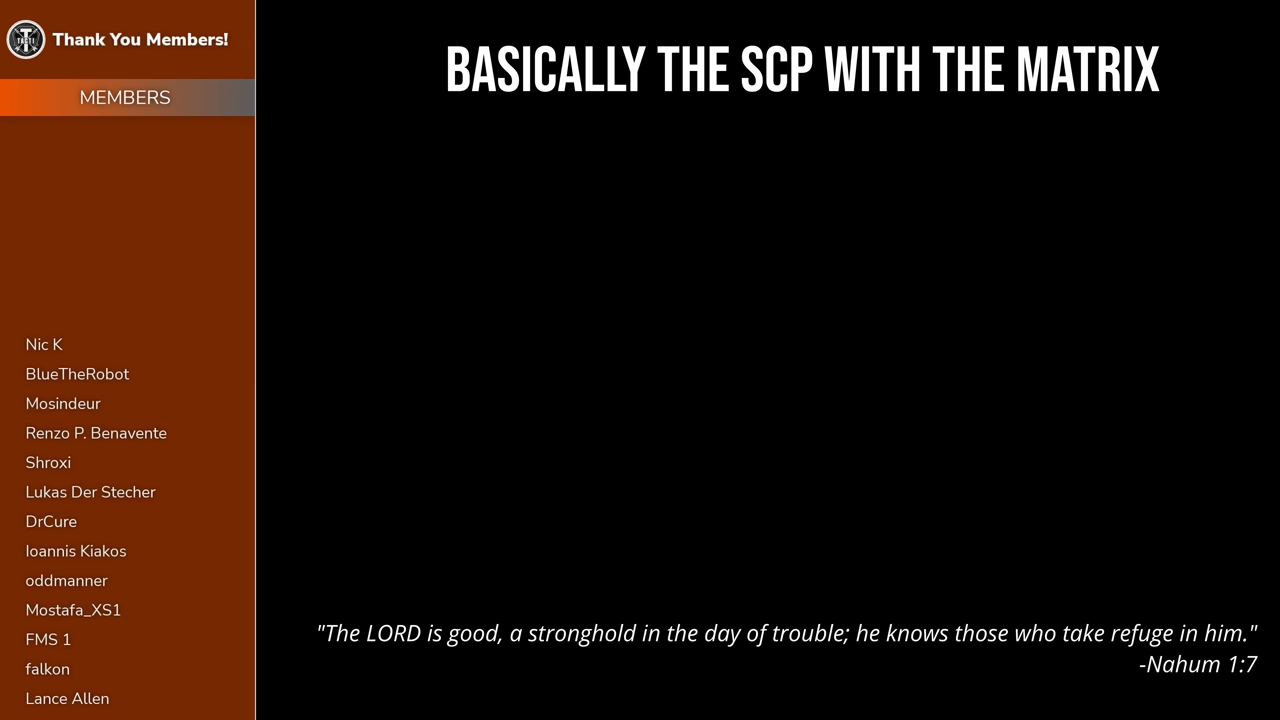 TACTI
Thank You Members!
MEMBERS
Nic K
BlueTheRobot
Mosindeur
Renzo P. Benavente
Shroxi
Lukas Der Stecher
DrCure
Ioannis Kiakos
oddmanner
Mostafa_XS1
FMS 1
falkon
Lance Allen
BASICALLY THE SCP WITH THE MATRIX
"The LORD is good, a stronghold in the day of trouble; he knows those who take refuge in him."
-Nahum 1:7